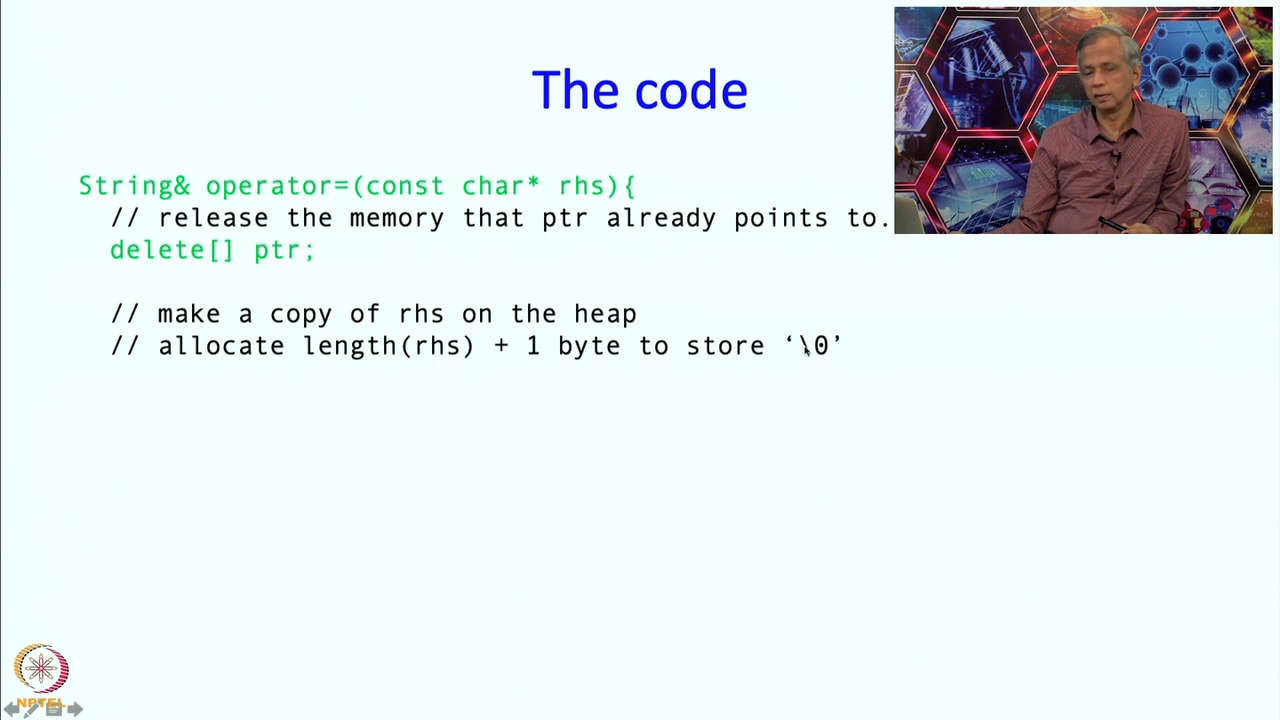 The code
String& operator=(const char* rhs){
// release the memory that ptr already points to.
delete[] ptr;
// make a copy of rhs on the heap
// allocate length(rhs) + 1 byte to store ‘\0’
NPTEL